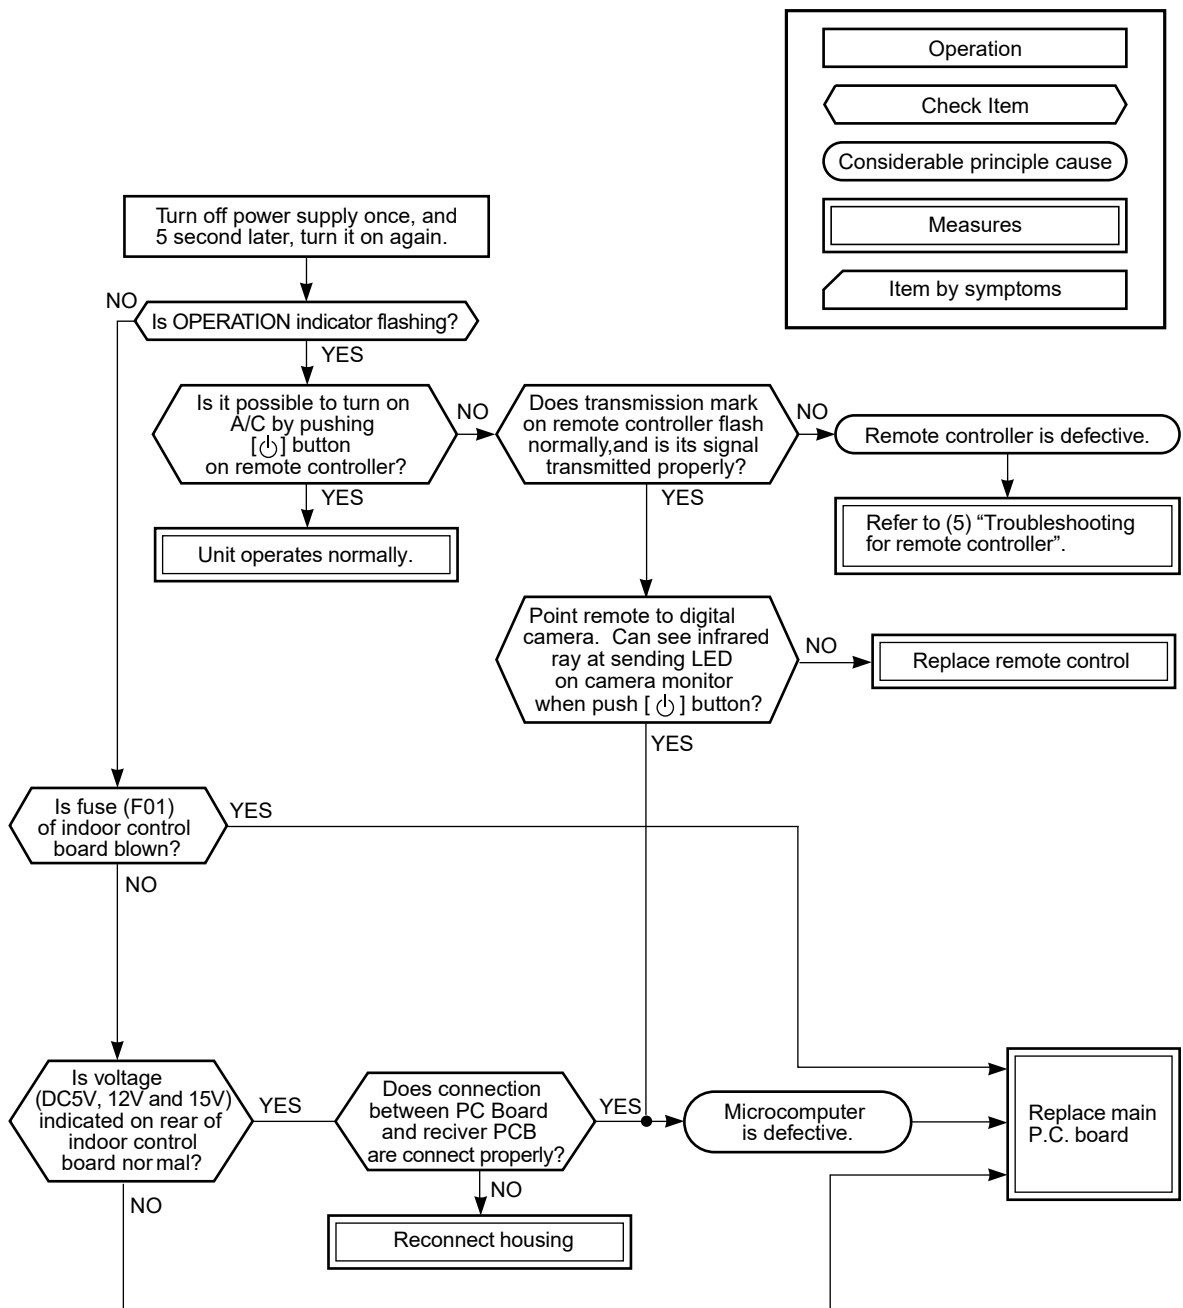 Operation
Check Item
Considerable principle cause
Measures
Item by symptoms
Turn off power supply once, and
5 second later, turn it on again.
NO
Is OPERATION indicator flashing?
YES
Is it possible to turn on
A/C by pushing
[⏻] button
on remote controller?
NO
Does transmission mark
on remote controller flash
normally,and is its signal
transmitted properly?
NO
Remote controller is defective.
YES
YES
Unit operates normally.
Refer to (5) “Troubleshooting
for remote controller”.
Point remote to digital
camera. Can see infrared
ray at sending LED
on camera monitor
when push [ ⏻ ] button?
NO
Replace remote control
YES
Is fuse (F01)
of indoor control
board blown?
YES
NO
Is voltage
(DC5V, 12V and 15V)
indicated on rear of
indoor control
board normal?
YES
Does connection
between PC Board
and reciver PCB
are connect properly?
YES
Microcomputer
is defective.
Replace main
P.C. board
NO
NO
Reconnect housing